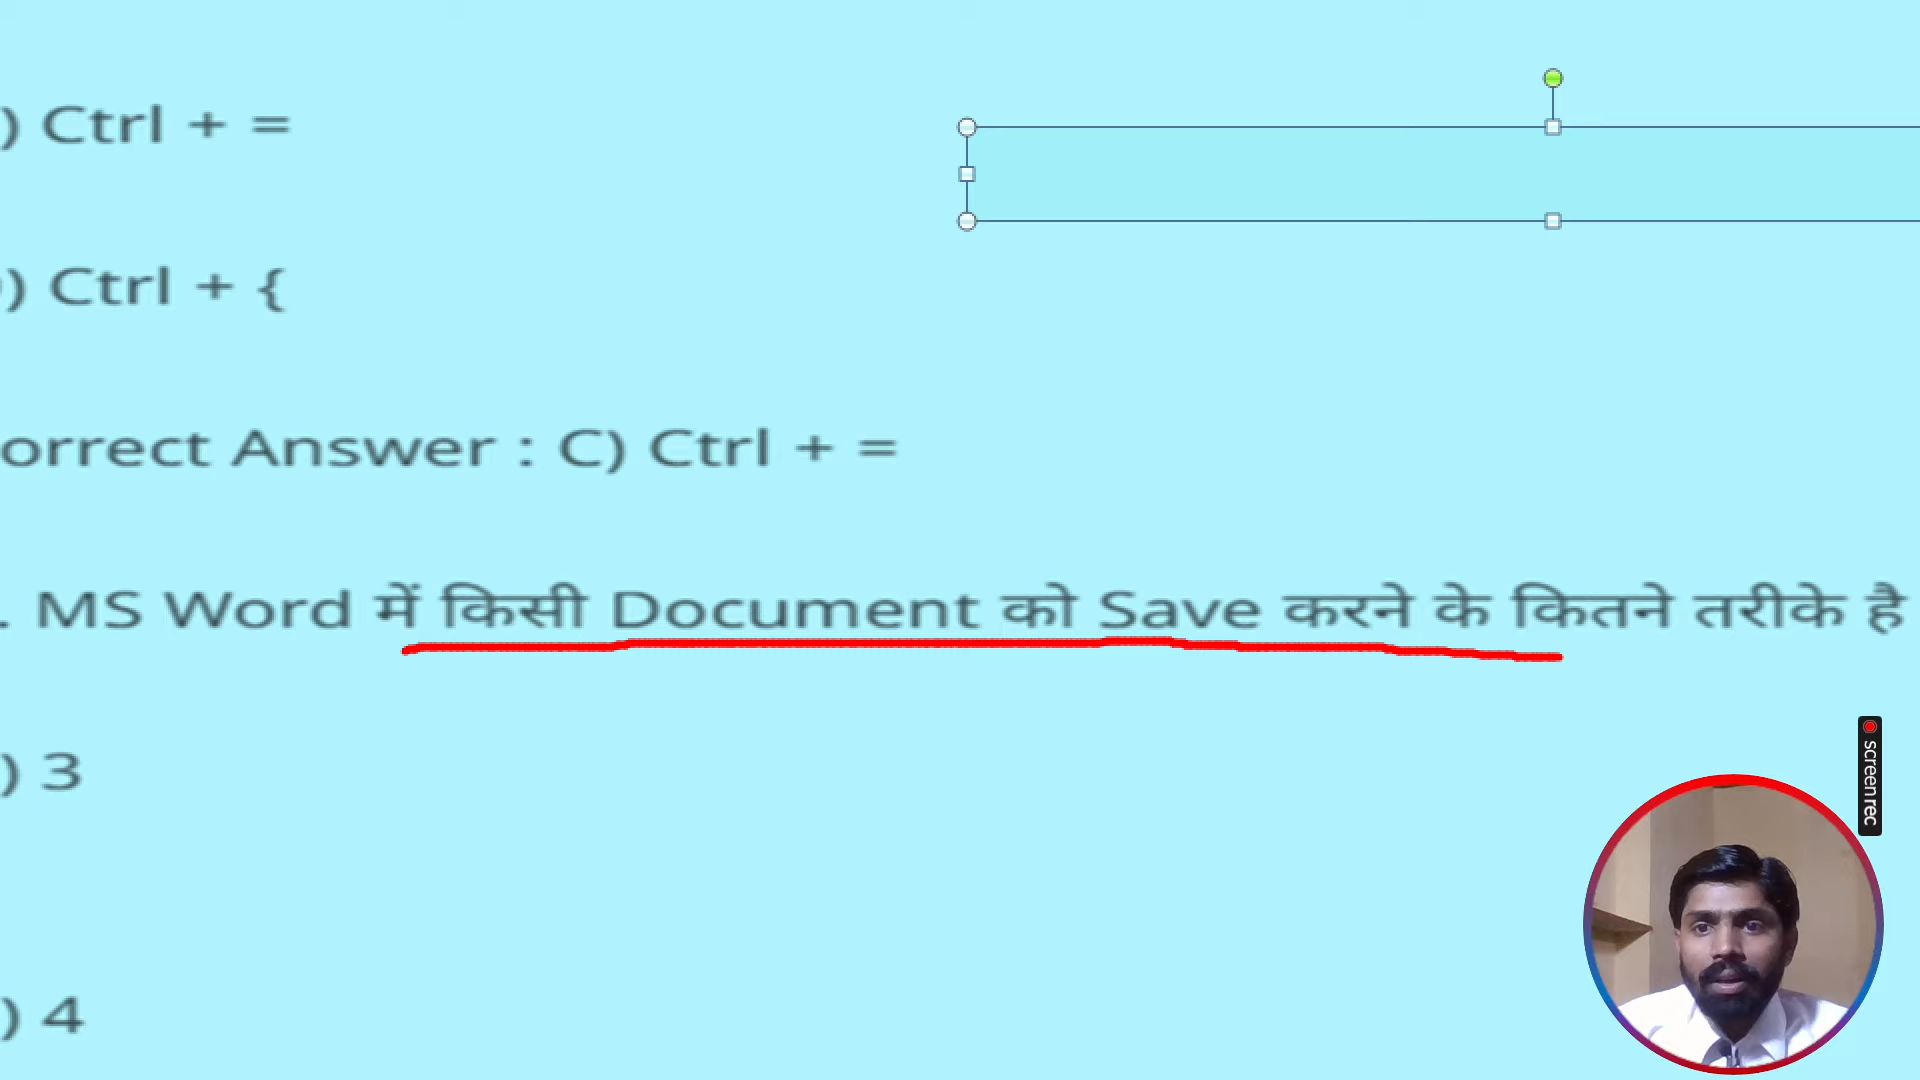 ) Ctrl + =
) Ctrl + {
orrect Answer : C) Ctrl + =
. MS Word में किसी Document को Save करने के कितने तरीके है
) 3
) 4
screenrec